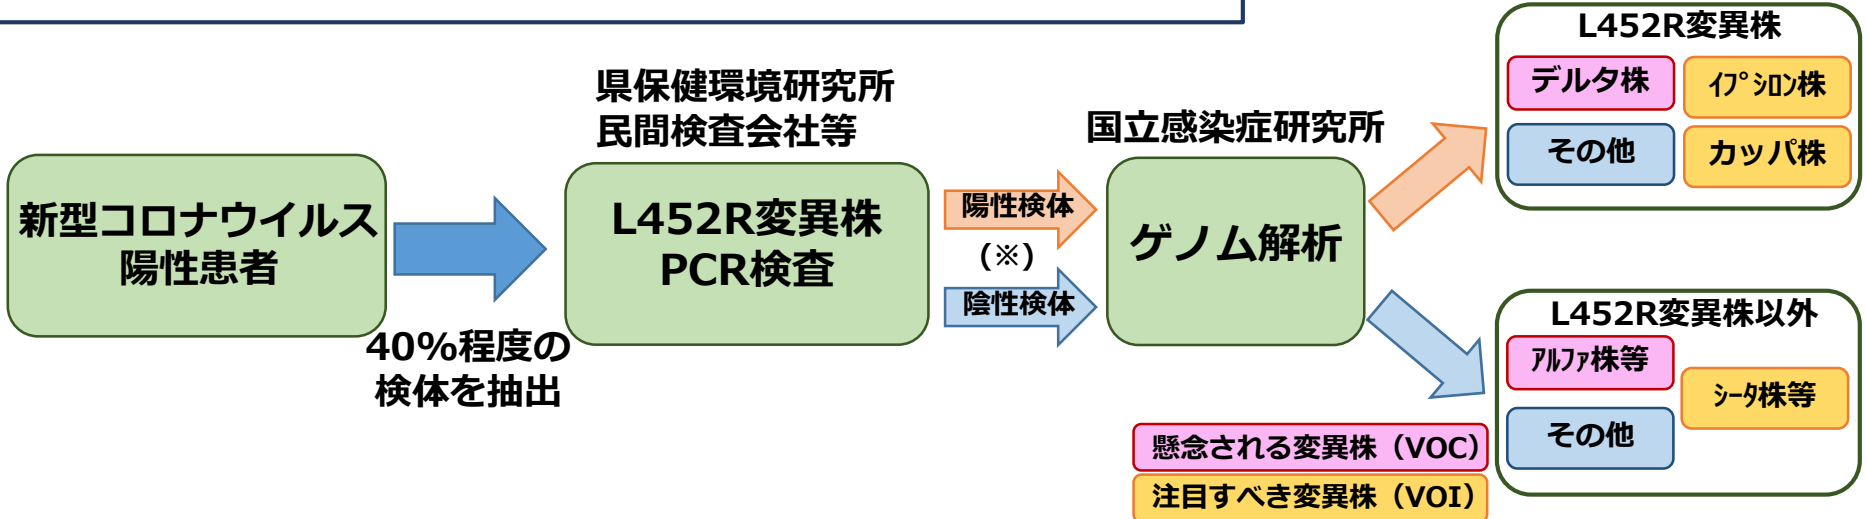 新型コロナウイルス
陽性患者
40%程度の
検体を抽出
県保健環境研究所
民間検査会社等
L452R変異株
PCR検査
陽性検体
(※)
陰性検体
国立感染症研究所
ゲノム解析
L452R変異株
デルタ株
ｲﾌﾟｼﾛﾝ株
その他
カッパ株
L452R変異株以外
ｱﾙﾌｧ株等
ｼｰﾀ株等
その他
懸念される変異株（VOC）
注目すべき変異株（VOI）